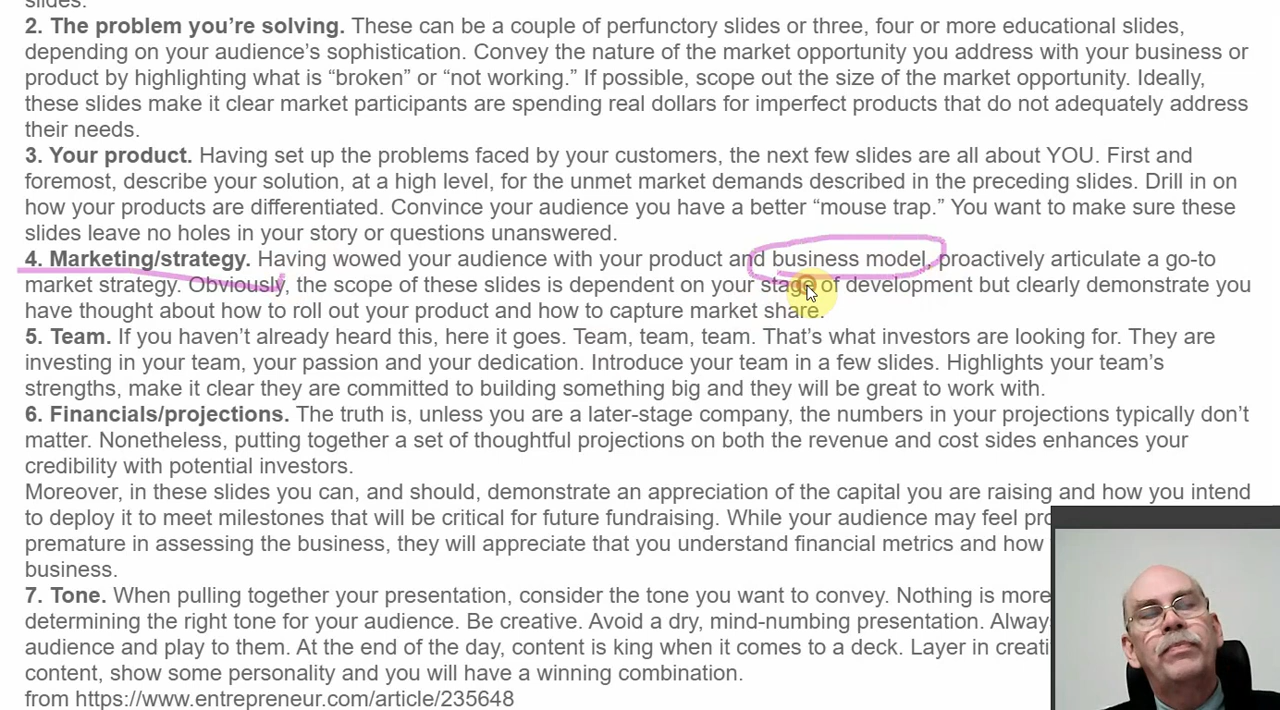 slides.
2. The problem you’re solving. These can be a couple of perfunctory slides or three, four or more educational slides,
depending on your audience’s sophistication. Convey the nature of the market opportunity you address with your business or
product by highlighting what is “broken” or “not working.” If possible, scope out the size of the market opportunity. Ideally,
these slides make it clear market participants are spending real dollars for imperfect products that do not adequately address
their needs.
3. Your product. Having set up the problems faced by your customers, the next few slides are all about YOU. First and
foremost, describe your solution, at a high level, for the unmet market demands described in the preceding slides. Drill in on
how your products are differentiated. Convince your audience you have a better “mouse trap.” You want to make sure these
slides leave no holes in your story or questions unanswered.
4. Marketing/strategy. Having wowed your audience with your product and business model, proactively articulate a go-to
market strategy. Obviously, the scope of these slides is dependent on your stage of development but clearly demonstrate you
have thought about how to roll out your product and how to capture market share.
5. Team. If you haven’t already heard this, here it goes. Team, team, team. That’s what investors are looking for. They are
investing in your team, your passion and your dedication. Introduce your team in a few slides. Highlights your team’s
strengths, make it clear they are committed to building something big and they will be great to work with.
6. Financials/projections. The truth is, unless you are a later-stage company, the numbers in your projections typically don’t
matter. Nonetheless, putting together a set of thoughtful projections on both the revenue and cost sides enhances your
credibility with potential investors.
Moreover, in these slides you can, and should, demonstrate an appreciation of the capital you are raising and how you intend
to deploy it to meet milestones that will be critical for future fundraising. While your audience may feel
premature in assessing the business, they will appreciate that you understand financial metrics and how
business.
7. Tone. When pulling together your presentation, consider the tone you want to convey. Nothing is more
determining the right tone for your audience. Be creative. Avoid a dry, mind-numbing presentation.
audience and play to them. At the end of the day, content is king when it comes to a deck. Layer in
content, show some personality and you will have a winning combination.
from https://www.entrepreneur.com/article/235648